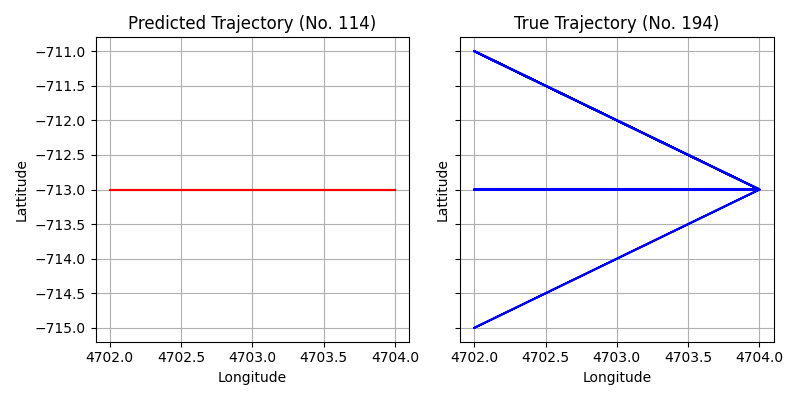 Predicted Trajectory (No. 114)
True Trajectory (No. 194)
−711.0
−711.5
−712.0
−712.5
−713.0
−713.5
−714.0
−714.5
−715.0
Lattitude
Lattitude
4702.0 4702.5 4703.0 4703.5 4704.0
4702.0 4702.5 4703.0 4703.5 4704.0
Longitude
Longitude